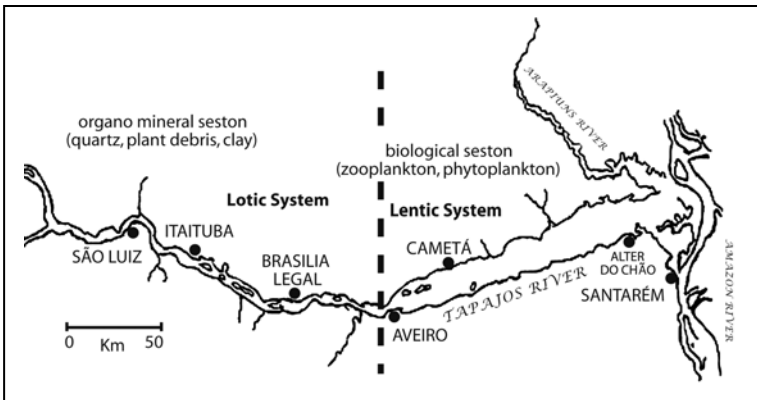 organo mineral seston
(quartz, plant debris, clay)
biological seston
(zooplankton, phytoplankton)
ARAPIUNS RIVER
Lotic System
Lentic System
ITAITUBA
SÃO LUIZ
BRASILIA
LEGAL
CAMETÁ
ALTER
DO CHÃO
SANTARÉM
TAPAJOS RIVER
AMAZON RIVER
AVEIRO
0 Km 50